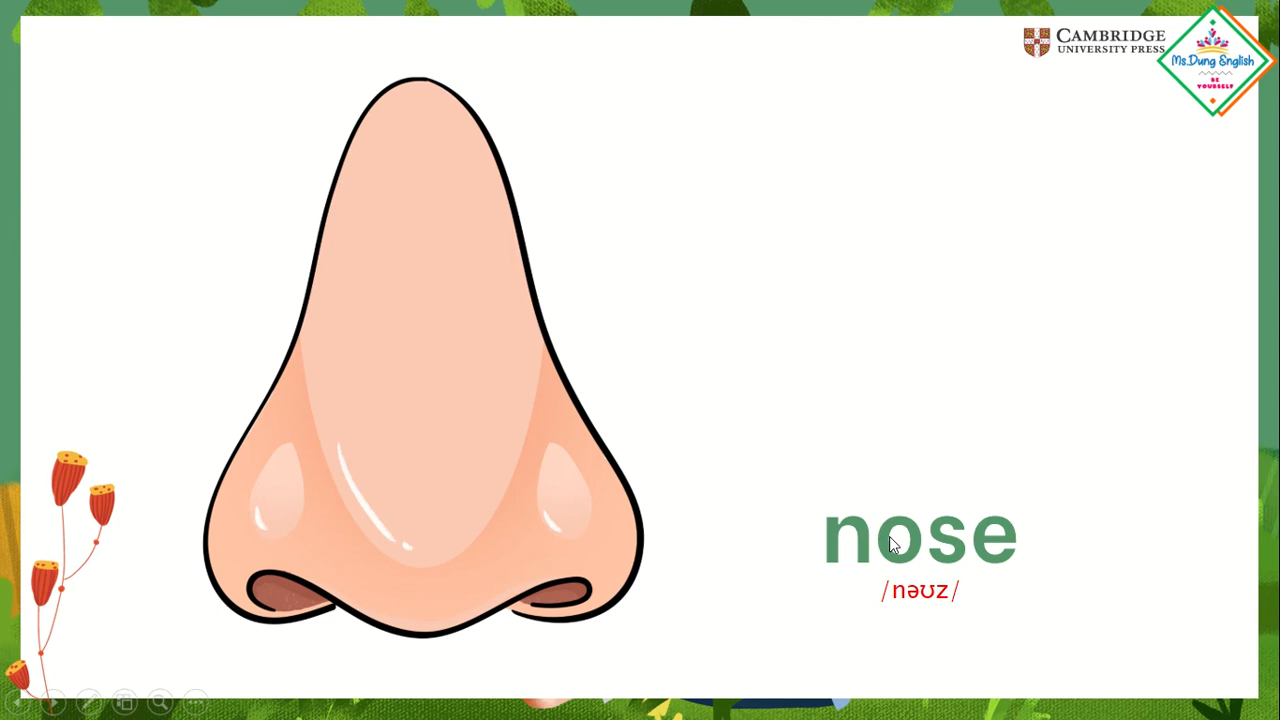 CAMBRIDGE
UNIVERSITY PRESS
Ms.Dung English
BE
YOURSELF
nose
/nəʊz/